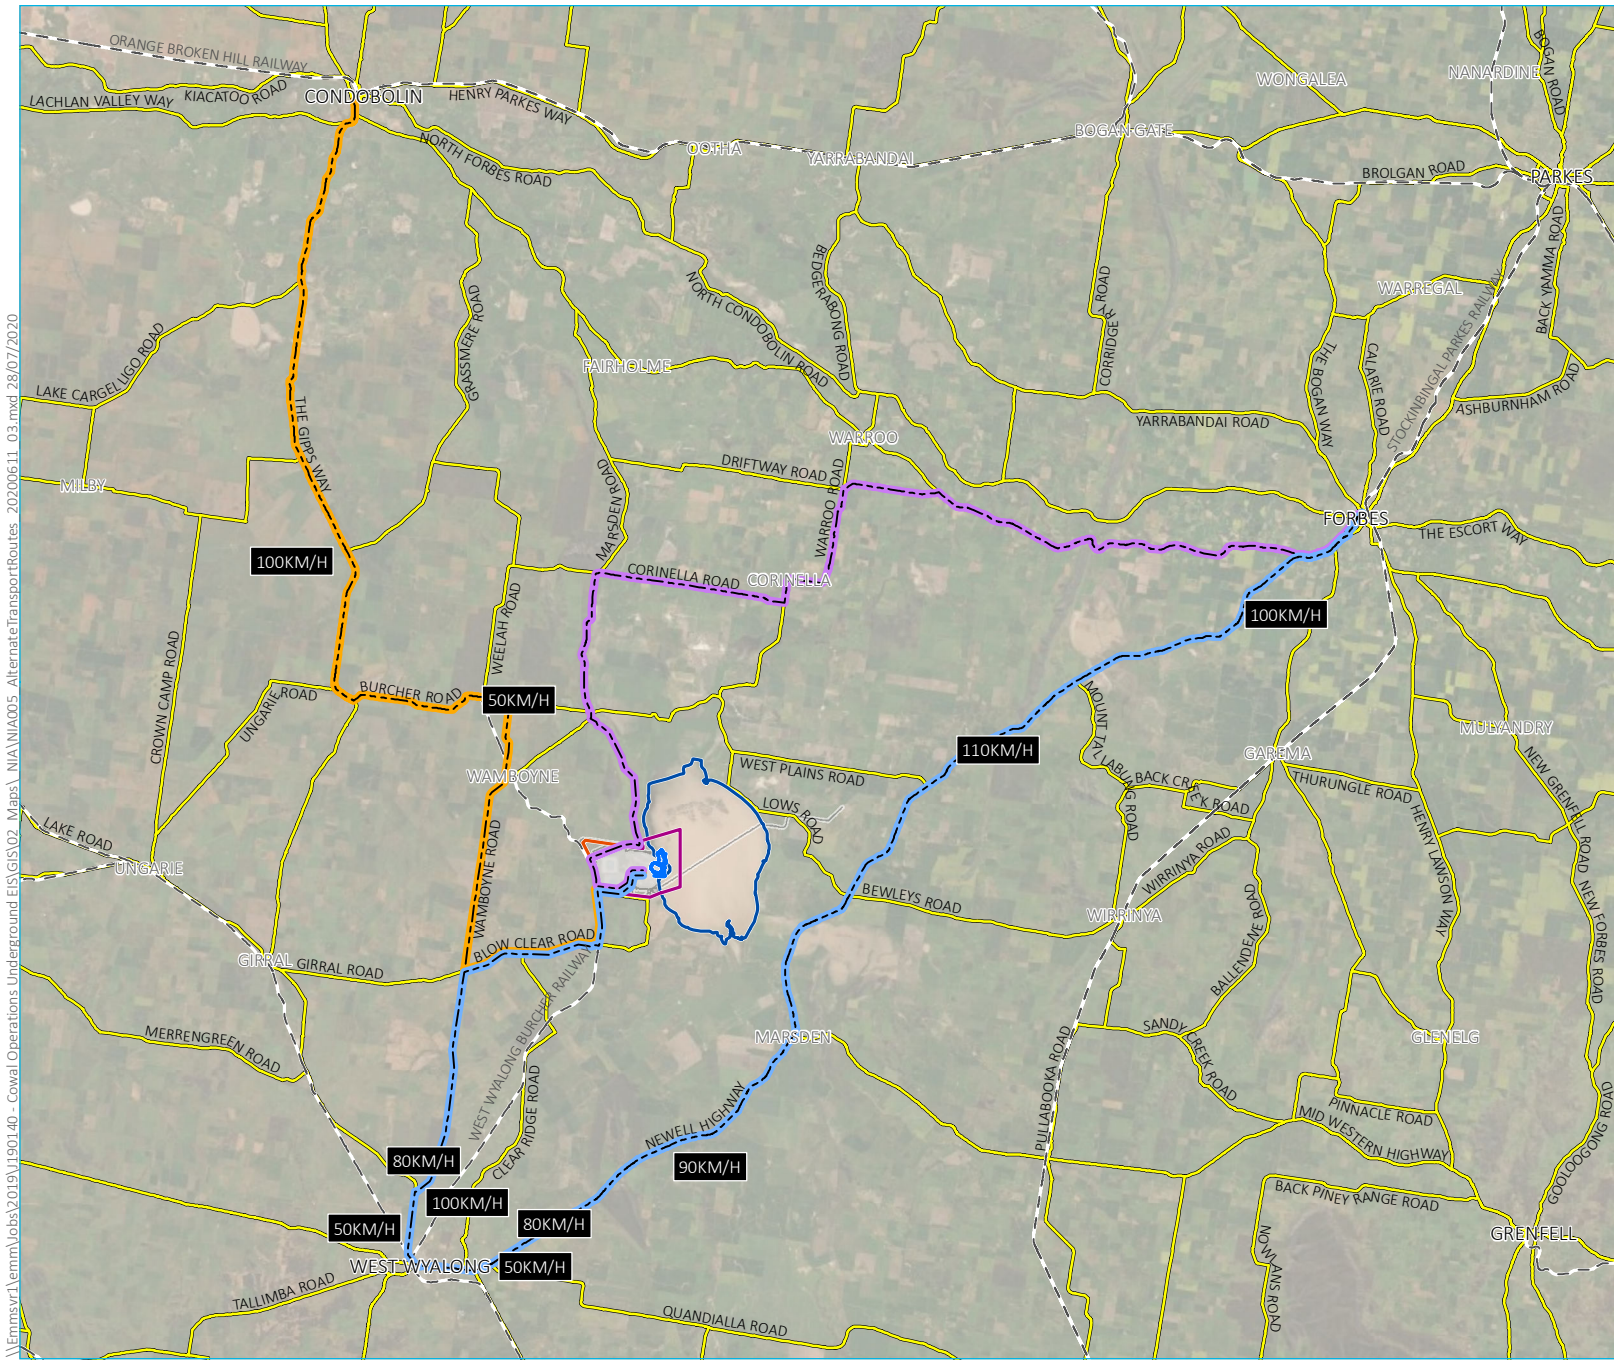 ORANGE BROKEN HILL RAILWAY
LACHLAN VALLEY WAY
KIACATOO ROAD
CONDOBOLIN
HENRY PARKES WAY
NORTH FORBES ROAD
OOTHA
YARRABANDAI
BOGAN GATE
WONGALEA
NANARDINE
BOGAN ROAD
BROLGAN ROAD
PARKES
BACK YAMMA ROAD
WARREGAL
STOCKINBINGAL PARKES RAILWAY
CORRIDGERY ROAD
BEDGERABONG ROAD
NORTH CONDOBOLIN ROAD
GRASSMERE ROAD
FAIRHOLME
LAKE CARGELLIGO ROAD
THE GIPPS WAY
THE BOGAN WAY
CALARIE ROAD
ASHBURNHAM ROAD
YARRABANDAI ROAD
WARROO
DRIFTWAY ROAD
WARROO ROAD
MARSDEN ROAD
MILBY
FORBES
THE ESCORT WAY
100KM/H
CORINELLA ROAD
CORINELLA
WEELAH ROAD
100KM/H
CROWN CAMP ROAD
UNGARIE ROAD
BURCHER ROAD
50KM/H
MOUNT TALLABUNG ROAD
110KM/H
GAREMA
MULYANDRY
WAMBOYNE
WEST PLAINS ROAD
LOWS ROAD
BACK CREEK ROAD
THURUNGLE ROAD
NEW GRENFELL ROAD
HENRY LAWSON WAY
LAKE ROAD
UNGARIE
WAMBOYNE ROAD
WIRRINYA ROAD
BEWLEYS ROAD
WIRRINYA
BALLENDENE ROAD
NEW FORBES ROAD
BLOW CLEAR ROAD
GIRRAL
GIRRAL ROAD
WEST WYALONG BURCHER RAILWAY
MERRENGREEN ROAD
MARSDEN
SANDY CREEK ROAD
GLENELG
PULLABOOKA ROAD
CLEAR RIDGE ROAD
NEWELL HIGHWAY
PINNACLE ROAD
MID WESTERN HIGHWAY
GOOLOOGONG ROAD
80KM/H
90KM/H
100KM/H
BACK PINEY RANGE ROAD
50KM/H
80KM/H
NOWLANS ROAD
GRENFELL
WEST WYALONG
50KM/H
TALLIMBA ROAD
QUANDIALLA ROAD
\\Emmsvr1\emm\Jobs\2019\J190140 - Cowal Operations Underground EIS\GIS\02_Maps\_NIA\NIA005_AlternateTransportRoutes_20200611_03.mxd 28/07/2020